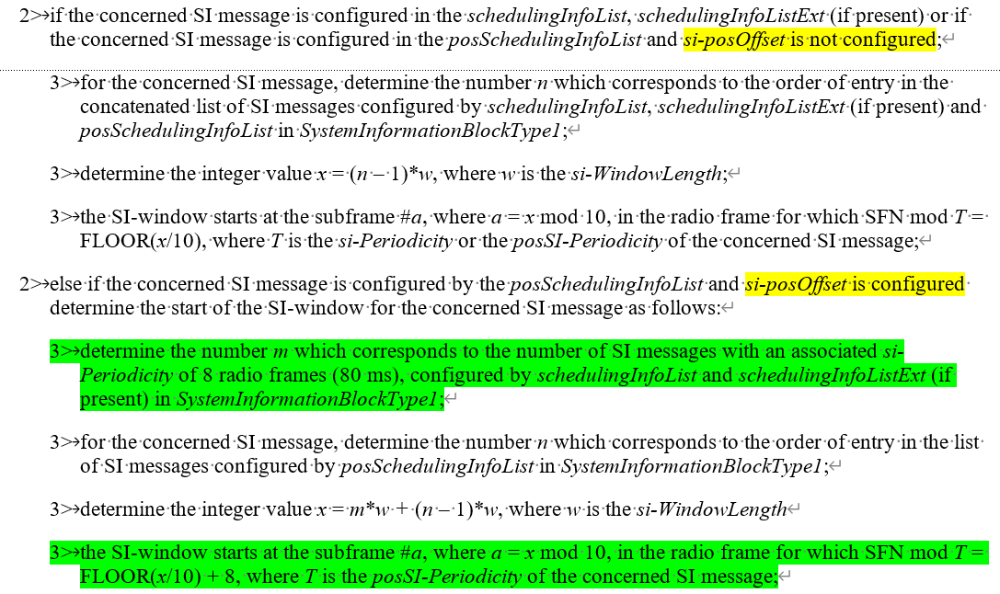 2>if the concerned SI message is configured in the schedulingInfoList, schedulingInfoListExt (if present) or if
the concerned SI message is configured in the posSchedulingInfoList and si-posOffset is not configured;
3>for the concerned SI message, determine the number n which corresponds to the order of entry in the
concatenated list of SI messages configured by schedulingInfoList, schedulingInfoListExt (if present) and
posSchedulingInfoList in SystemInformationBlockType1;
3>determine the integer value x = (n – 1)*w, where w is the si-WindowLength;
3>the SI-window starts at the subframe #a, where a = x mod 10, in the radio frame for which SFN mod T =
FLOOR(x/10), where T is the si-Periodicity or the posSI-Periodicity of the concerned SI message;
2>else if the concerned SI message is configured by the posSchedulingInfoList and si-posOffset is configured
determine the start of the SI-window for the concerned SI message as follows:
3>determine the number m which corresponds to the number of SI messages with an associated si-
Periodicity of 8 radio frames (80 ms), configured by schedulingInfoList and schedulingInfoListExt (if
present) in SystemInformationBlockType1;
3>for the concerned SI message, determine the number n which corresponds to the order of entry in the list
of SI messages configured by posSchedulingInfoList in SystemInformationBlockType1;
3>determine the integer value x = m*w + (n – 1)*w, where w is the si-WindowLength
3>the SI-window starts at the subframe #a, where a = x mod 10, in the radio frame for which SFN mod T =
FLOOR(x/10) + 8, where T is the posSI-Periodicity of the concerned SI message;